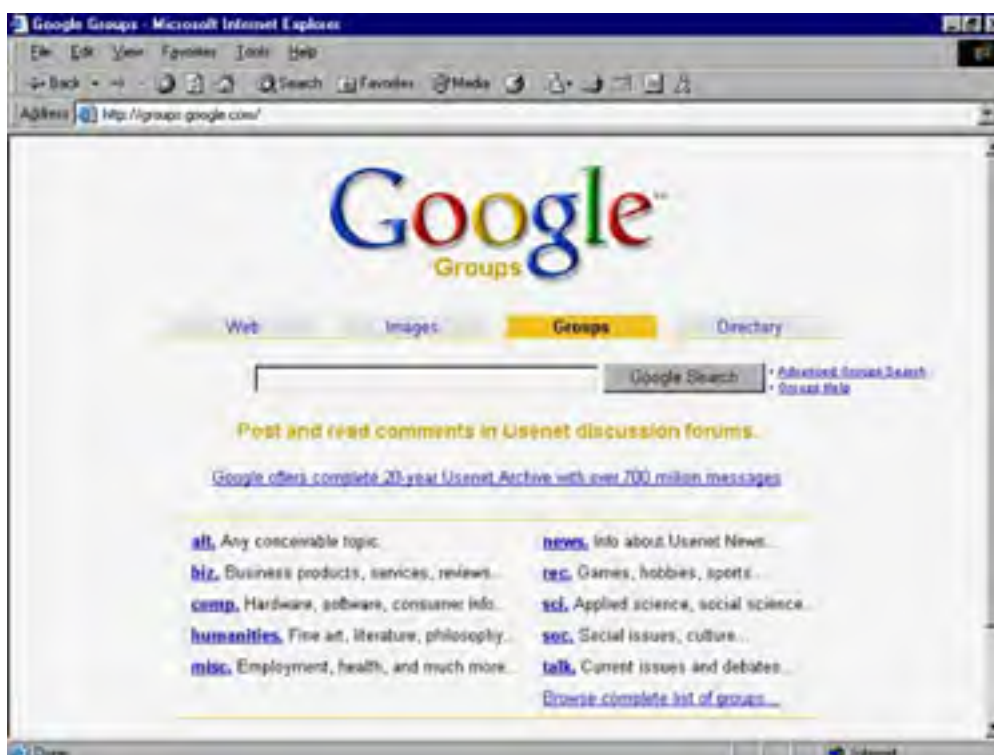 Google Groups - Microsoft Internet Explorer
File Edit View Favorites Tools Help
Back Search Favorites Media
Address http://groups.google.com/
Google™
Groups
Web Images Groups Directory
Google Search
• Advanced Groups Search
• Groups Help
Post and read comments in Usenet discussion forums.
Google offers complete 20-year Usenet Archive with over 700 million messages
alt. Any conceivable topic.
news. Info about Usenet News...
biz. Business products, services, reviews...
rec. Games, hobbies, sports...
comp. Hardware, software, consumer info...
sci. Applied science, social science...
humanities. Fine art, literature, philosophy...
soc. Social issues, culture...
misc. Employment, health, and much more...
talk. Current issues and debates...
Browse complete list of groups...
Done Internet